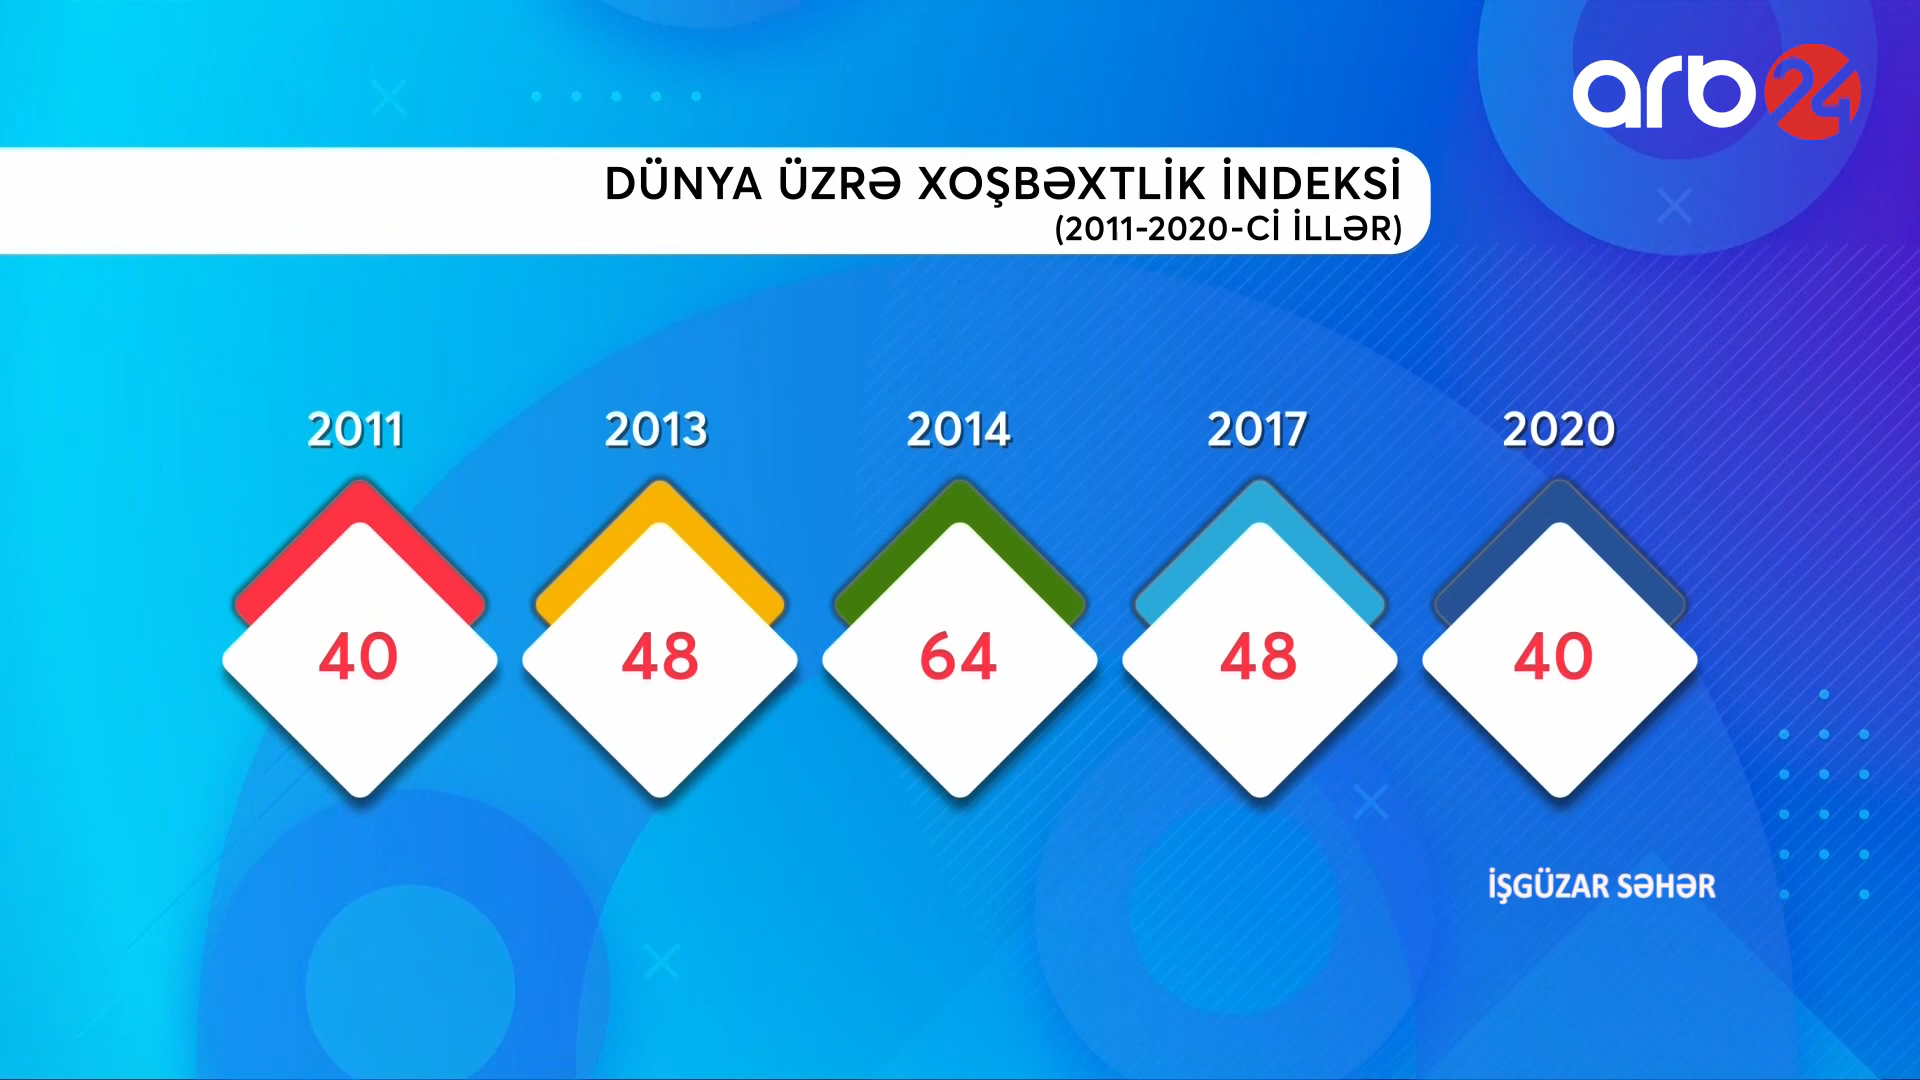 arb24
DÜNYA ÜZRƏ XOŞBƏXTLİK İNDEKSİ
(2011-2020-Cİ İLLƏR)
2011 2013 2014 2017 2020
40 48 64 48 40
İŞGÜZAR SƏHƏR